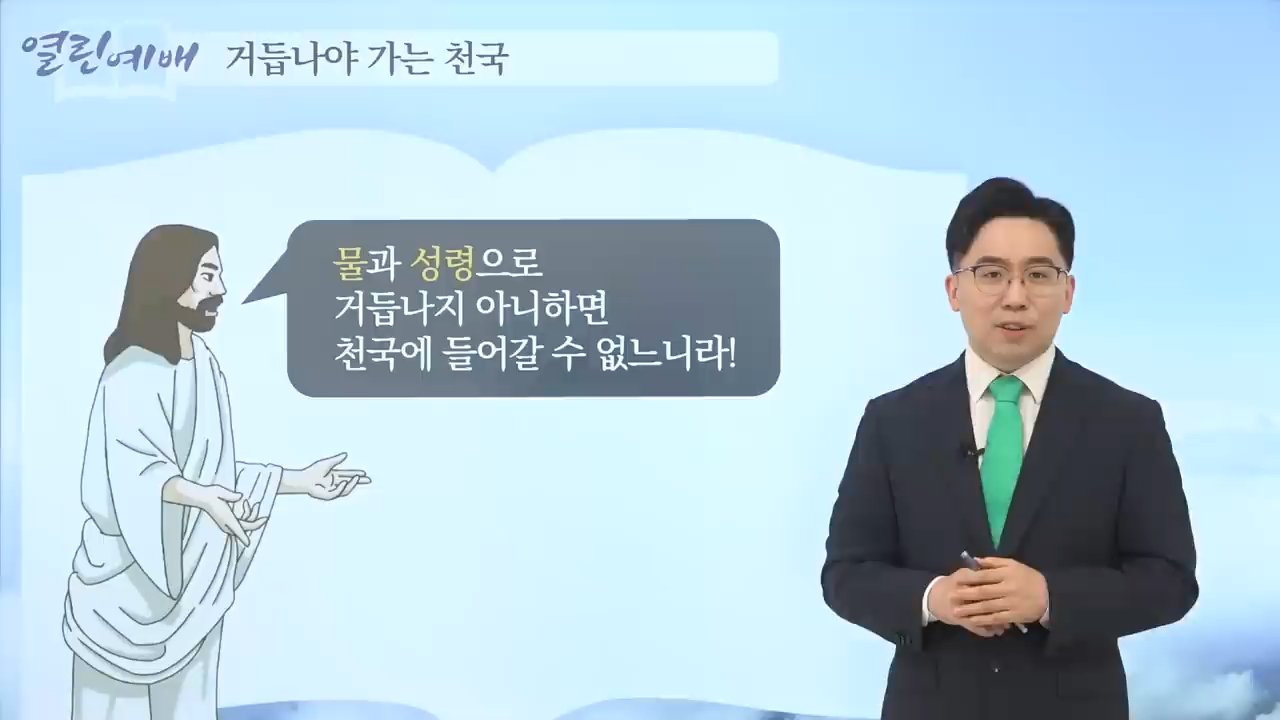 열린예배 거듭나야 가는 천국
물과 성령으로
거듭나지 아니하면
천국에 들어갈 수 없느니라!